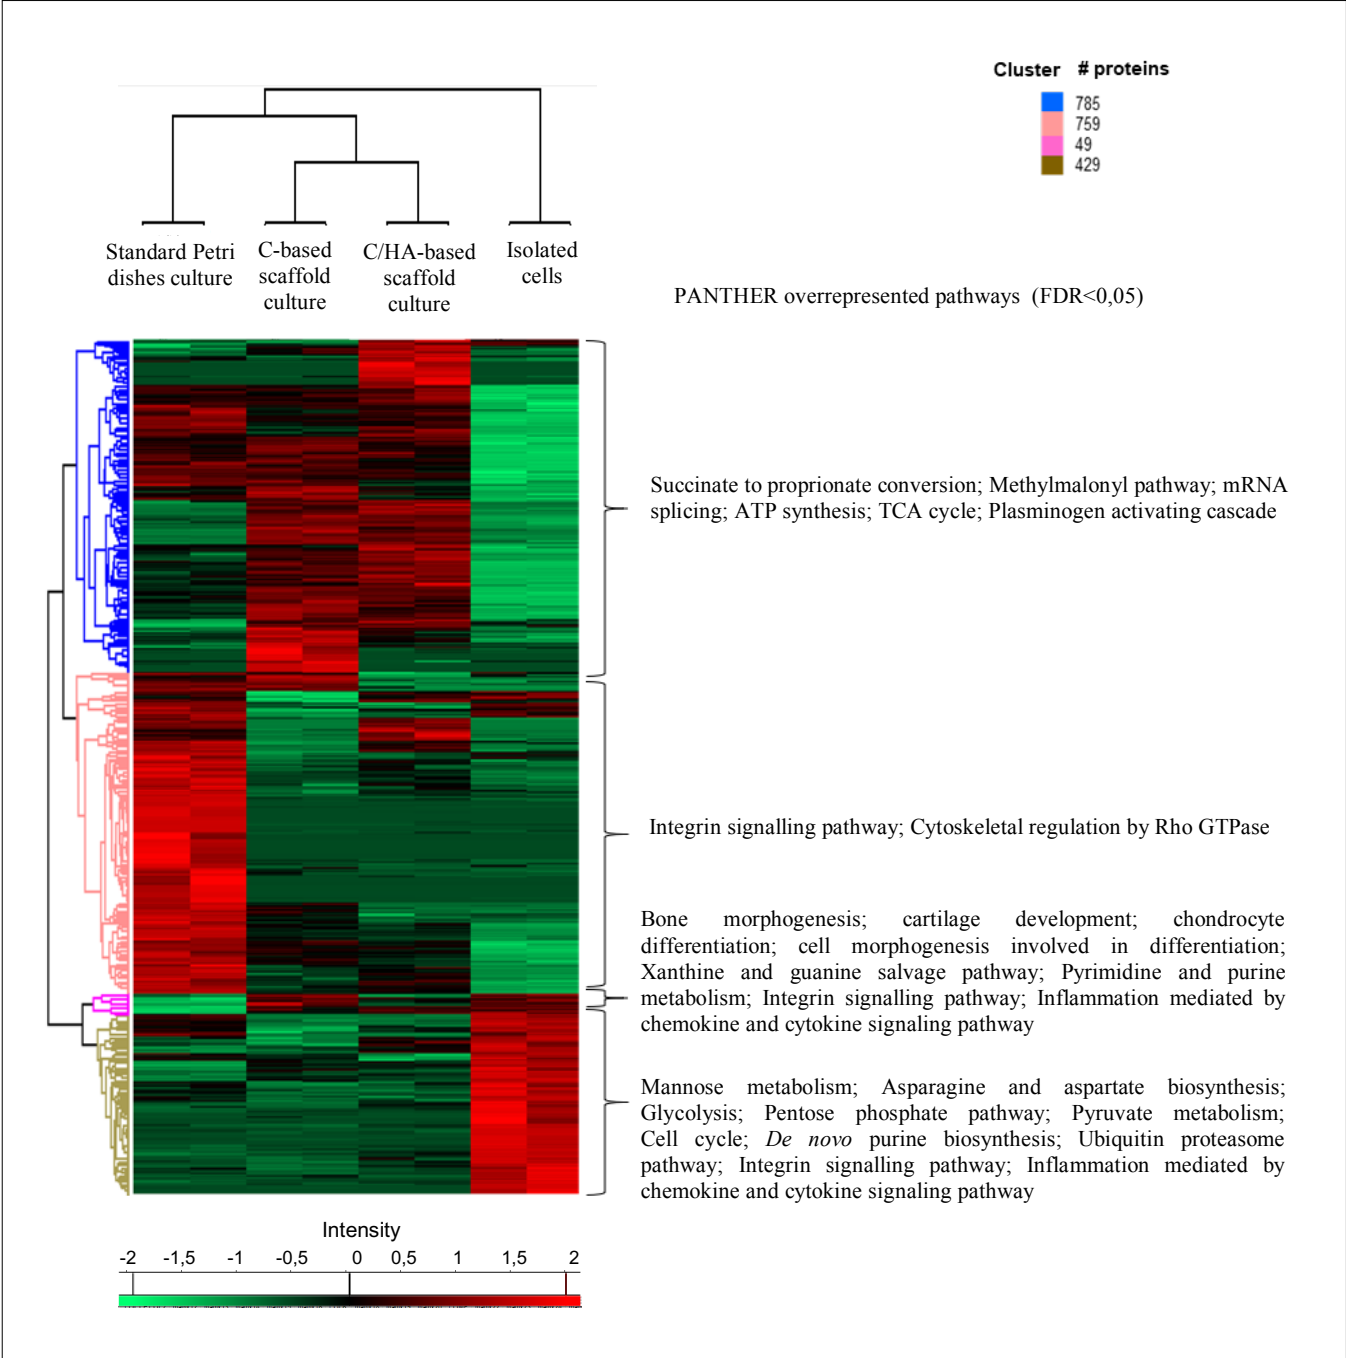 Cluster # proteins
785
759
49
429
Standard Petri
dishes culture
C-based
scaffold
culture
C/HA-based
scaffold
culture
Isolated
cells
PANTHER overrepresented pathways (FDR<0,05)
Succinate to proprionate conversion; Methylmalonyl pathway; mRNA
splicing; ATP synthesis; TCA cycle; Plasminogen activating cascade
Integrin signalling pathway; Cytoskeletal regulation by Rho GTPase
Bone morphogenesis; cartilage development; chondrocyte
differentiation; cell morphogenesis involved in differentiation;
Xanthine and guanine salvage pathway; Pyrimidine and purine
metabolism; Integrin signalling pathway; Inflammation mediated by
chemokine and cytokine signaling pathway
Mannose metabolism; Asparagine and aspartate biosynthesis;
Glycolysis; Pentose phosphate pathway; Pyruvate metabolism;
Cell cycle; De novo purine biosynthesis; Ubiquitin proteasome
pathway; Integrin signalling pathway; Inflammation mediated by
chemokine and cytokine signaling pathway
Intensity
-2 -1,5 -1 -0,5 0 0,5 1 1,5 2